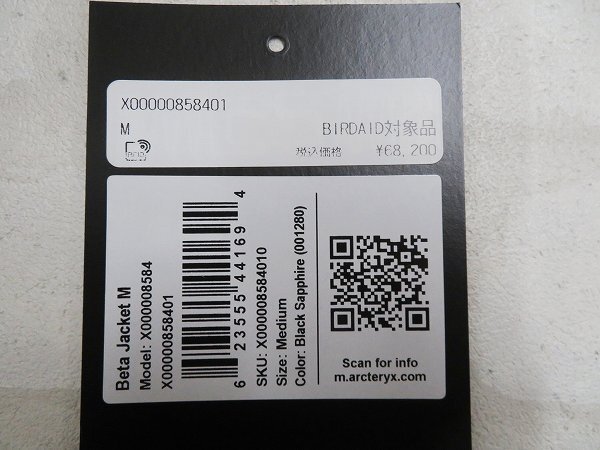 X00000858401
M
BIRDAID対象品
RFID
税込価格 ¥68,200
Beta Jacket M
Model: X000008584
X00000858401
6 23555 44169 4
SKU: X000008584010
Size: Medium
Color: Black Sapphire (001280)
Scan for info
m.arcteryx.com